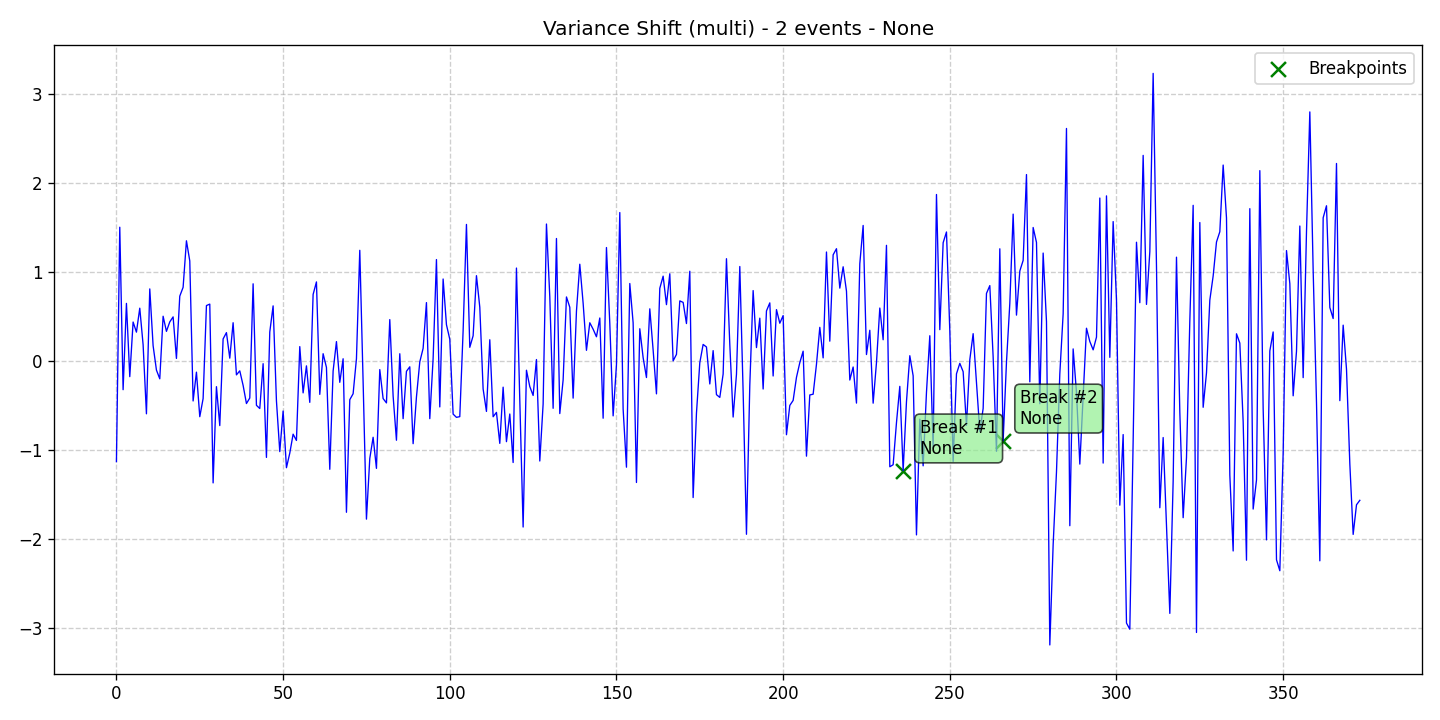 Variance Shift (multi) - 2 events - None
Breakpoints
3
2
1
0
−1
−2
−3
Break #1
None
Break #2
None
0
50
100
150
200
250
300
350